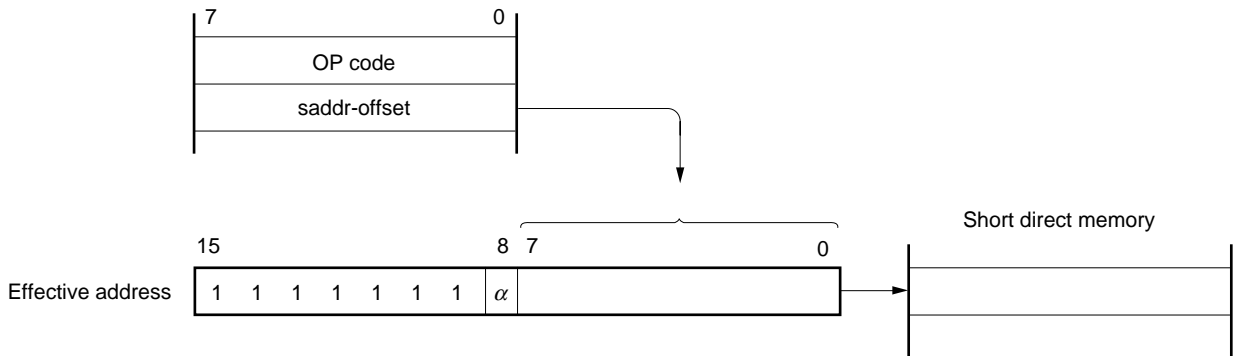 7 0
OP code
saddr-offset
Short direct memory
15 8 7 0
Effective address 1 1 1 1 1 1 1 α